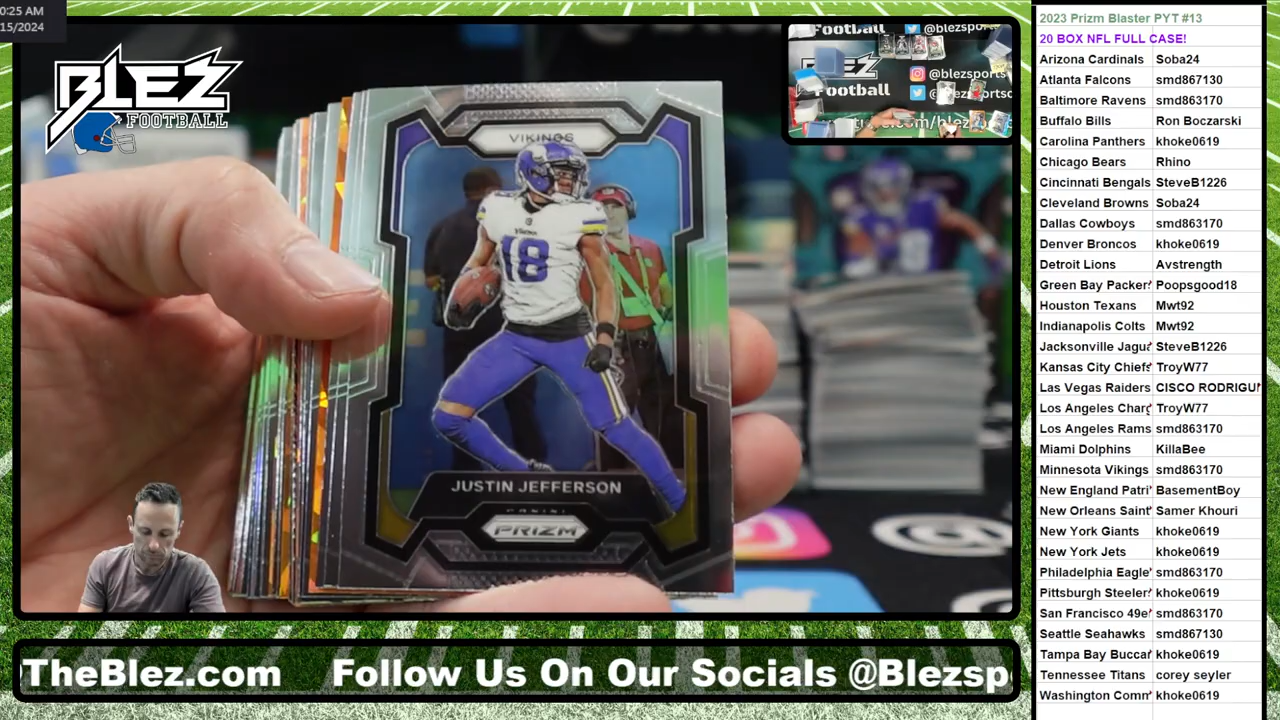 0:25 AM
15/2024
BLEZ
FOOTBALL
VIKINGS
18
JUSTIN JEFFERSON
PANINI
PRIZM
Football
@blezspor
Football
@blezsports
@blezsportsc
TheBlez.com Follow Us On Our Socials @Blezsp
2023 Prizm Blaster PYT #13
20 BOX NFL FULL CASE!
Arizona Cardinals Soba24
Atlanta Falcons smd867130
Baltimore Ravens smd863170
Buffalo Bills Ron Boczarski
Carolina Panthers khoke0619
Chicago Bears Rhino
Cincinnati Bengals SteveB1226
Cleveland Browns Soba24
Dallas Cowboys smd863170
Denver Broncos khoke0619
Detroit Lions Avstrength
Green Bay Packer Poopsgood18
Houston Texans Mwt92
Indianapolis Colts Mwt92
Jacksonville Jagu SteveB1226
Kansas City Chiefs TroyW77
Las Vegas Raiders CISCO RODRIGU
Los Angeles Charg TroyW77
Los Angeles Rams smd863170
Miami Dolphins KillaBee
Minnesota Vikings smd863170
New England Patri BasementBoy
New Orleans Saint Samer Khouri
New York Giants khoke0619
New York Jets khoke0619
Philadelphia Eagle smd863170
Pittsburgh Steeler khoke0619
San Francisco 49e smd863170
Seattle Seahawks smd867130
Tampa Bay Buccan khoke0619
Tennessee Titans corey seyler
Washington Comm khoke0619